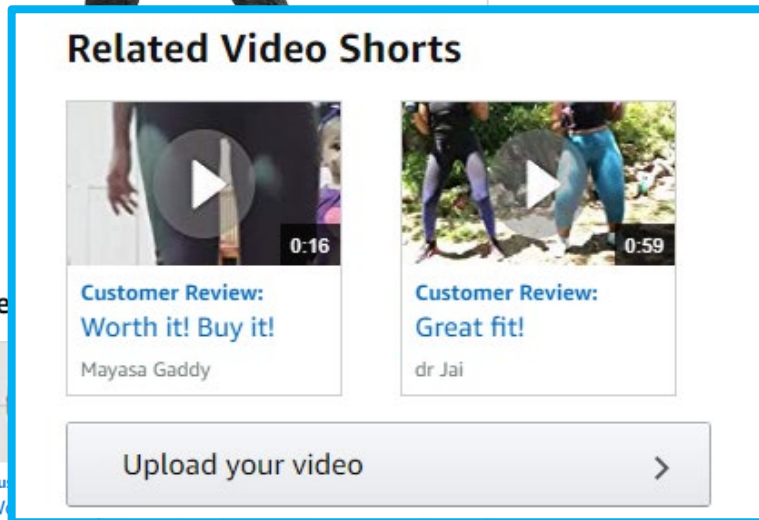 Related Video Shorts
0:16
0:59
Customer Review:
Worth it! Buy it!
Mayasa Gaddy
Customer Review:
Great fit!
dr Jai
Upload your video